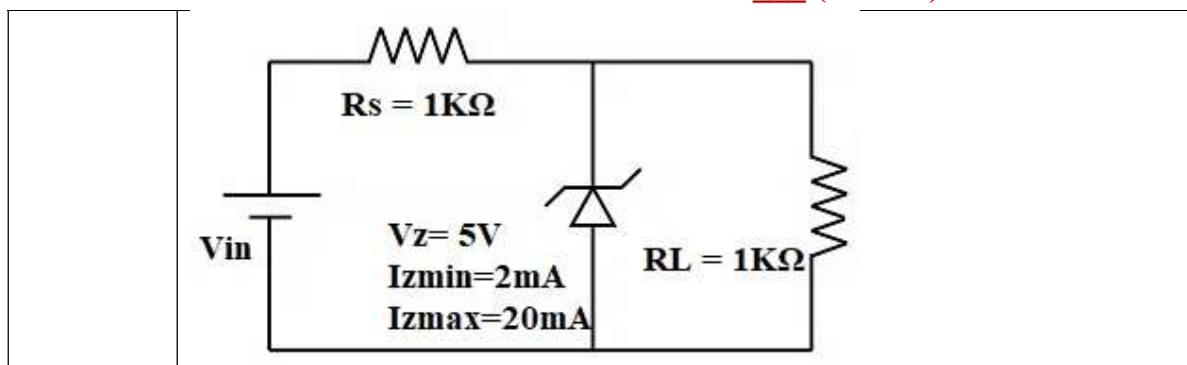 Rs = 1KΩ
Vin
Vz= 5V
Izmin=2mA
Izmax=20mA
RL = 1KΩ